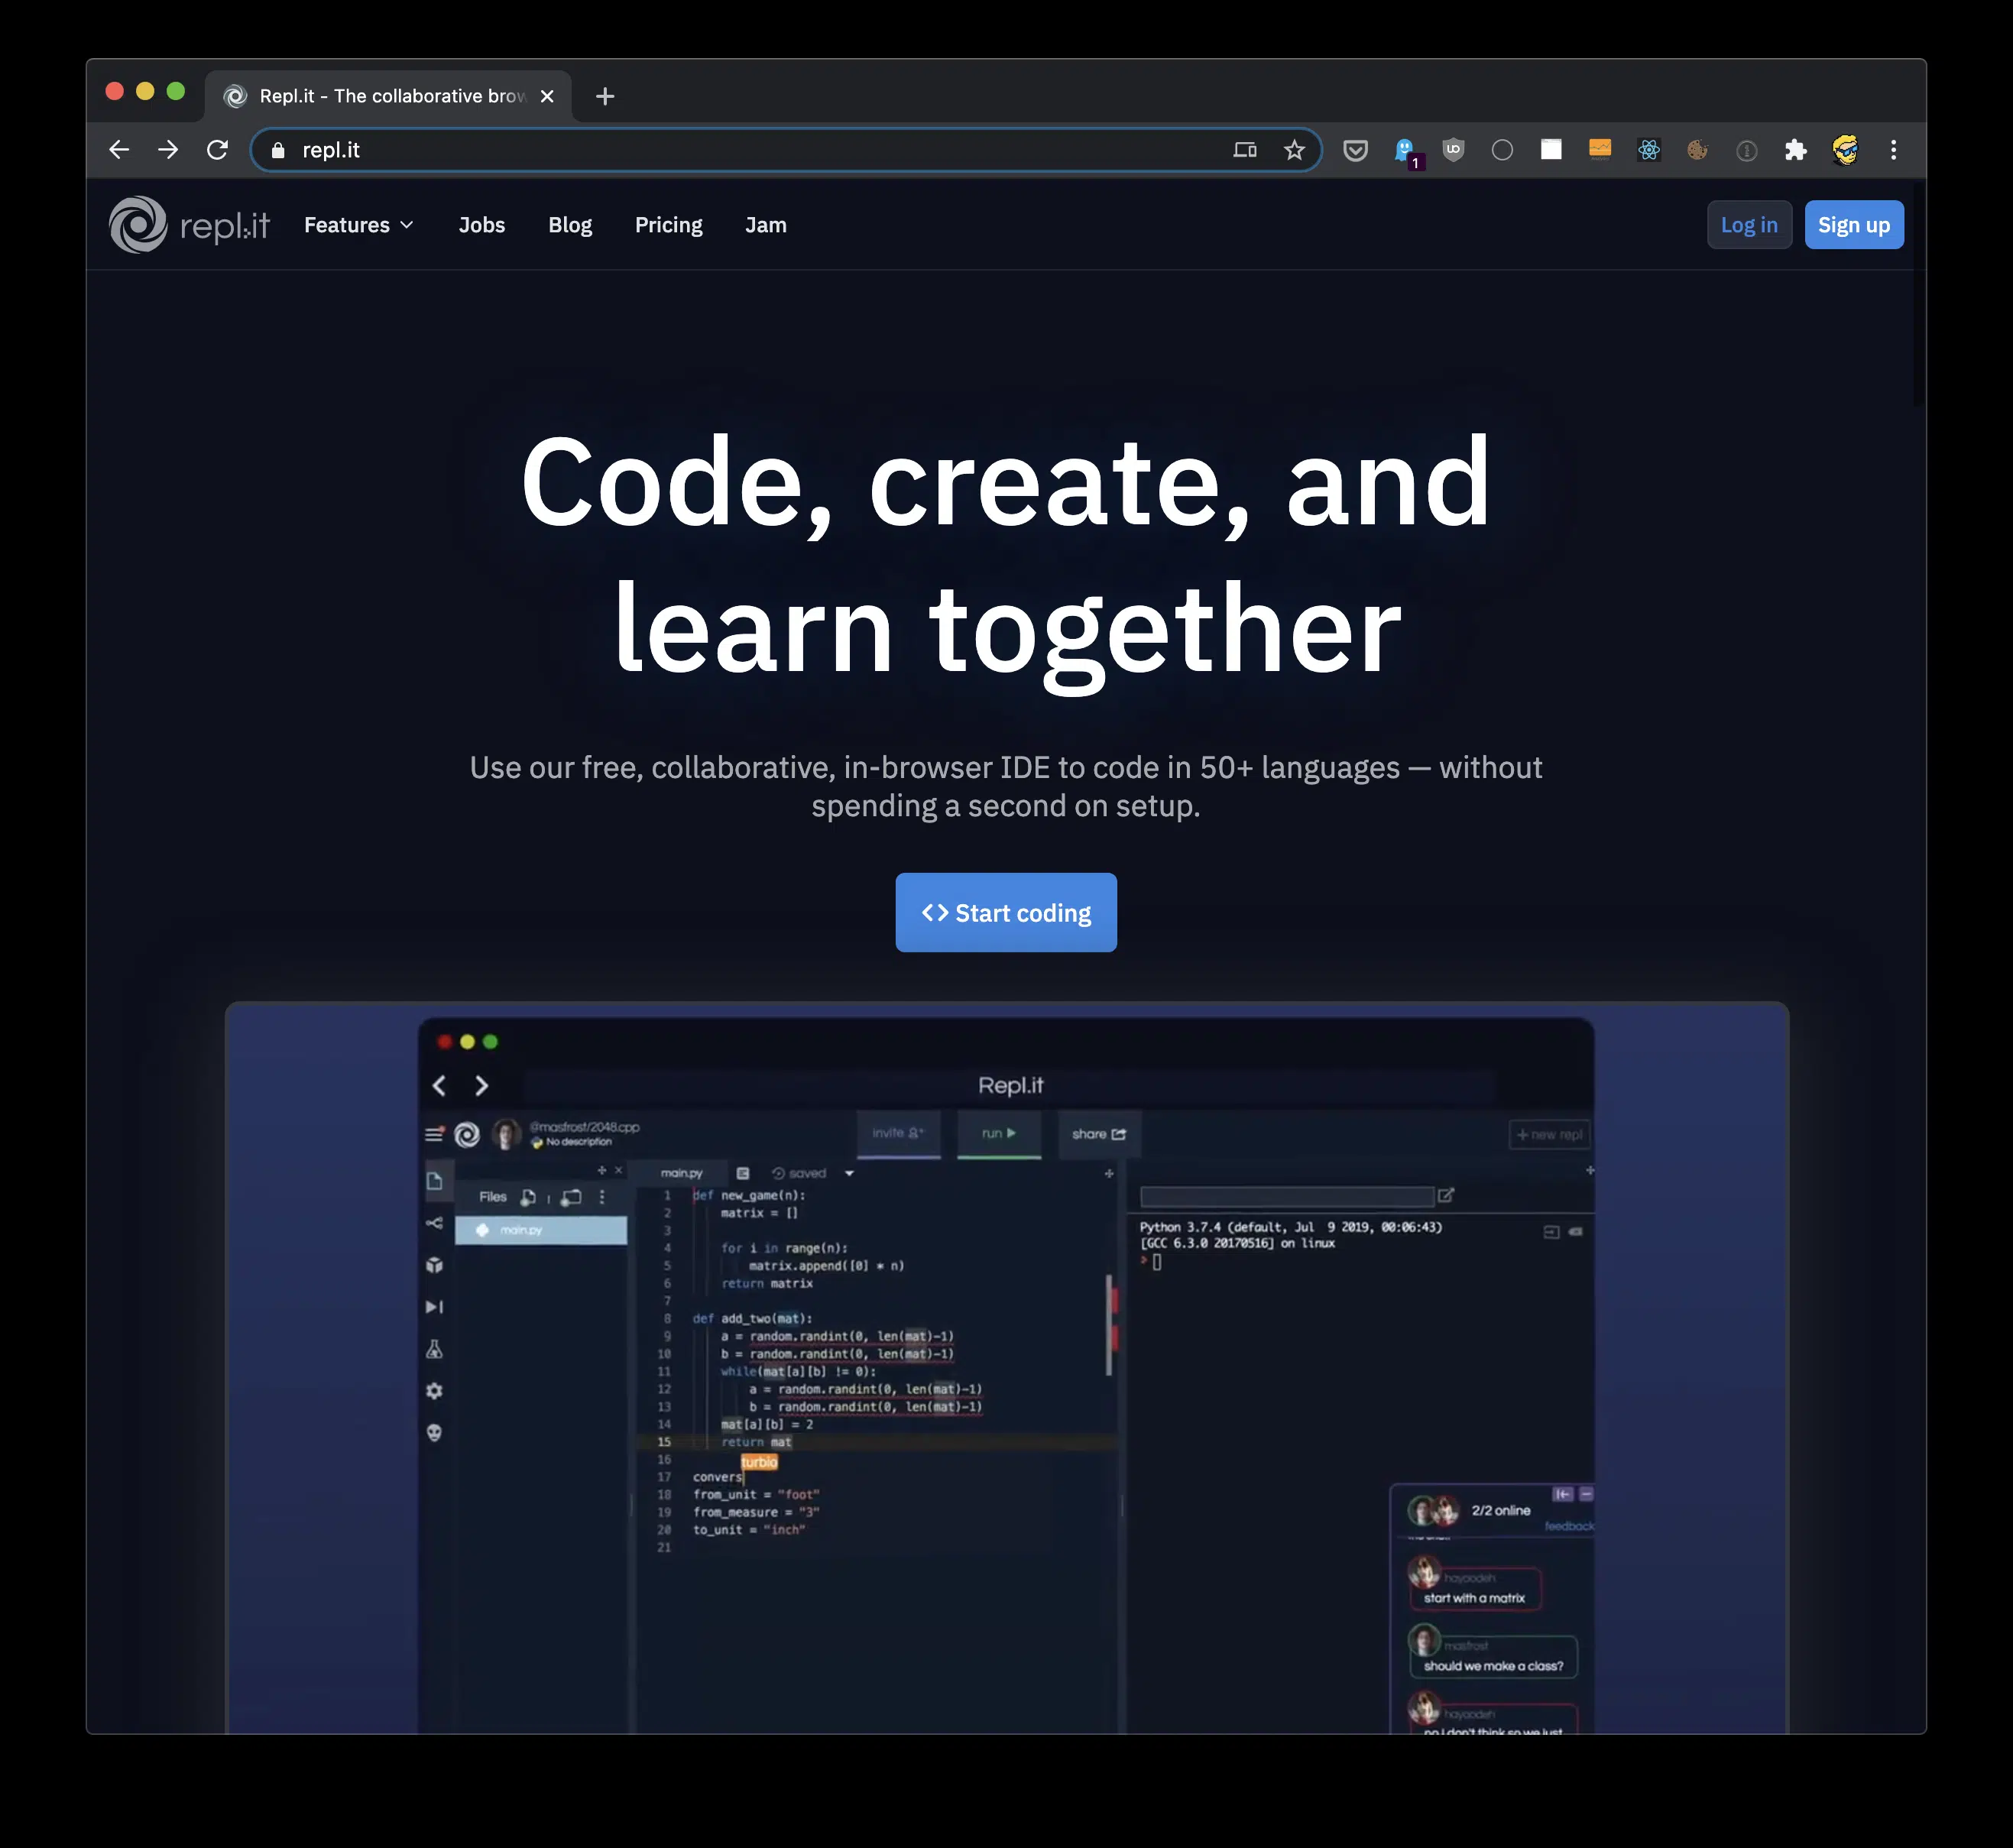 Repl.it - The collaborative brow
repl.it
1
repl.it
Features
Jobs
Blog
Pricing
Jam
Log in
Sign up
Code, create, and
learn together
Use our free, collaborative, in-browser IDE to code in 50+ languages — without
spending a second on setup.
<> Start coding
Repl.it
@masfrost/2048.cpp
No description
invite
run
share
+ new repl
Files
main.py
main.py
saved
1 def new_game(n):
2 matrix = []
3
4 for i in range(n):
5 matrix.append([0] * n)
6 return matrix
7
8 def add_two(mat):
9 a = random.randint(0, len(mat)-1)
10 b = random.randint(0, len(mat)-1)
11 while(mat[a][b] != 0):
12 a = random.randint(0, len(mat)-1)
13 b = random.randint(0, len(mat)-1)
14 mat[a][b] = 2
15 return mat
16
turbio
17 convers
18 from_unit = "foot"
19 from_measure = "3"
20 to_unit = "inch"
21
Python 3.7.4 (default, Jul 9 2019, 00:06:43)
[GCC 6.3.0 20170516] on linux
2/2 online
feedback
hayaodeh
start with a matrix
masfrost
should we make a class?
hayaodeh
no i don't think so we just